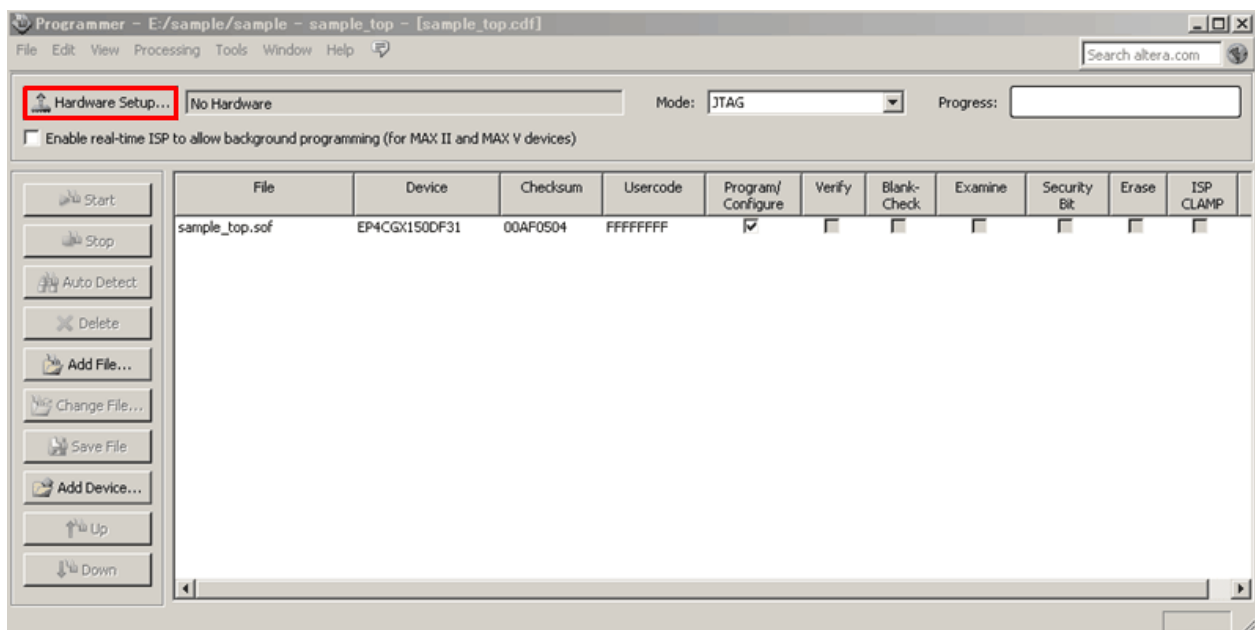 Programmer - E:/sample/sample - sample_top - [sample_top.cdf]
File Edit View Processing Tools Window Help
Search altera.com
Hardware Setup... No Hardware Mode: JTAG Progress:
Enable real-time ISP to allow background programming (for MAX II and MAX V devices)
File Device Checksum Usercode Program/ Configure Verify Blank- Check Examine Security Bit Erase ISP CLAMP
sample_top.sof EP4CGX150DF31 00AF0504 FFFFFFFF
Start
Stop
Auto Detect
Delete
Add File...
Change File...
Save File
Add Device...
Up
Down